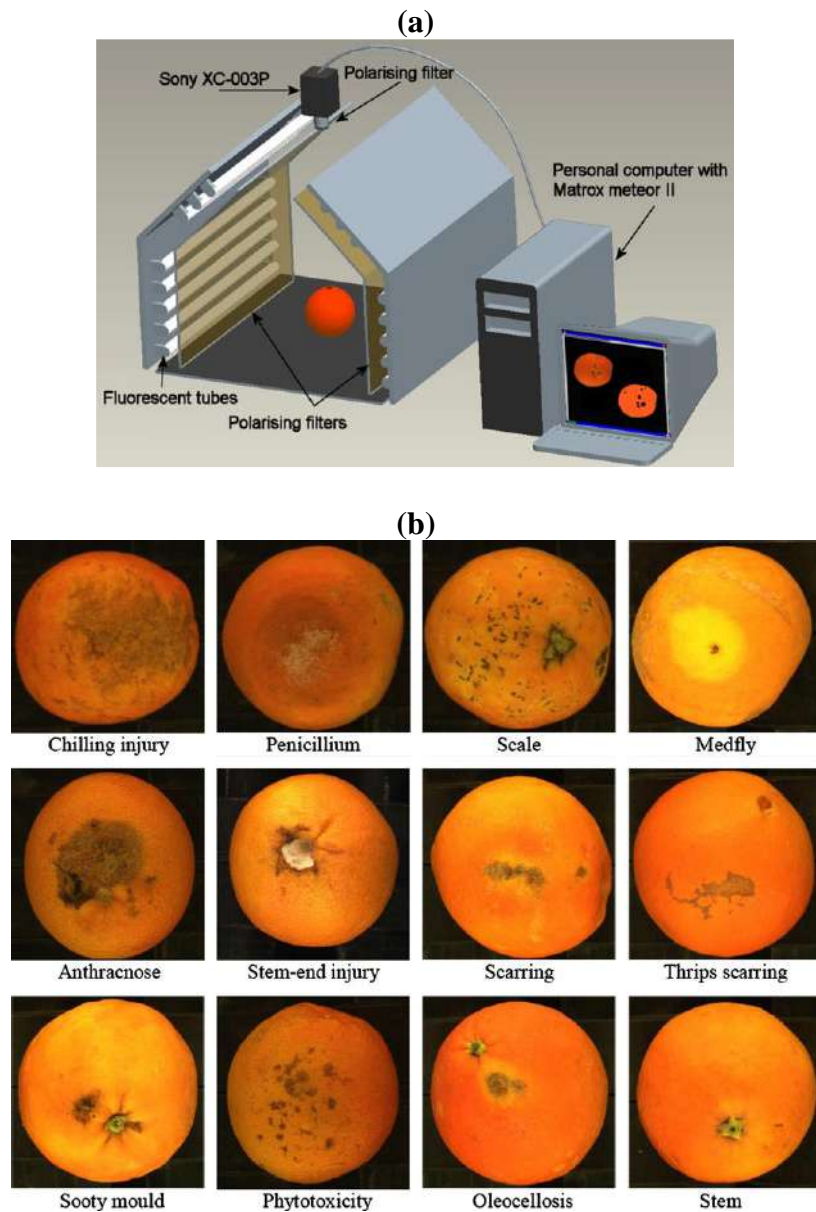 (a)
Sony XC-003P
Polarising filter
Personal computer with
Matrox meteor II
Fluorescent tubes
Polarising filters
(b)
Chilling injury
Penicillium
Scale
Medfly
Anthracnose
Stem-end injury
Scarring
Thrips scarring
Sooty mould
Phytotoxicity
Oleocellosis
Stem